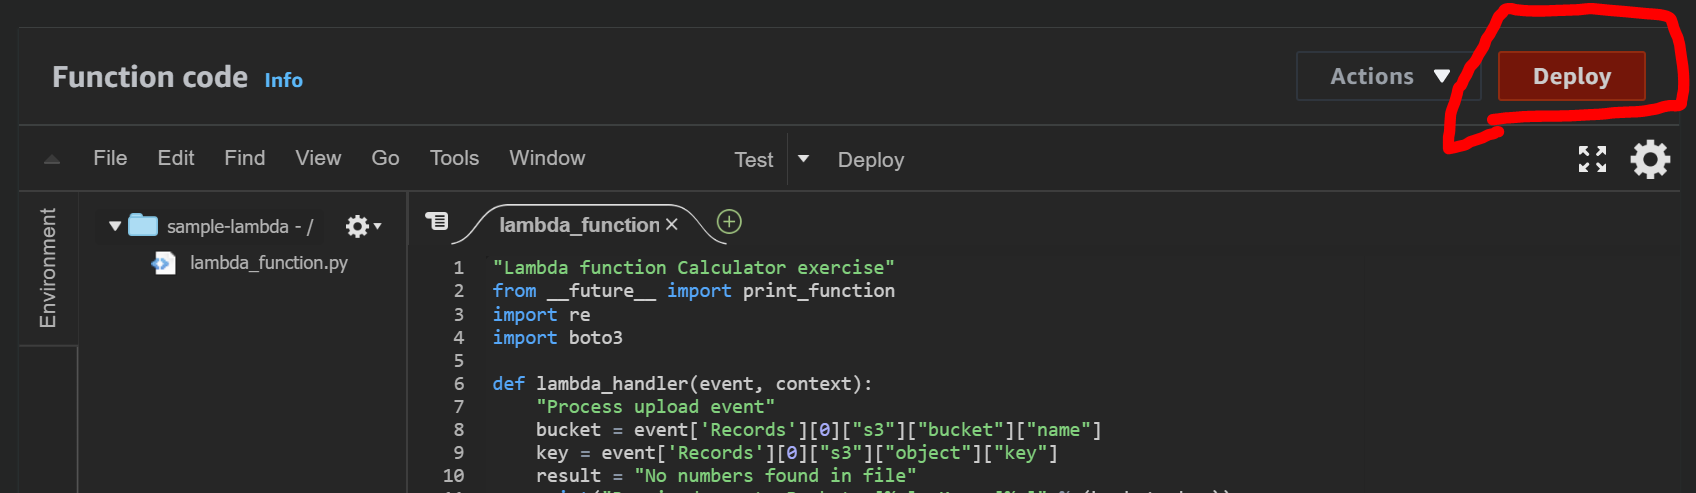 Function code Info Actions Deploy
File Edit Find View Go Tools Window Test Deploy
Environment
sample-lambda - /
lambda_function.py
lambda_function
1 "Lambda function Calculator exercise"
2 from __future__ import print_function
3 import re
4 import boto3
5
6 def lambda_handler(event, context):
7 "Process upload event"
8 bucket = event['Records'][0]["s3"]["bucket"]["name"]
9 key = event['Records'][0]["s3"]["object"]["key"]
10 result = "No numbers found in file"